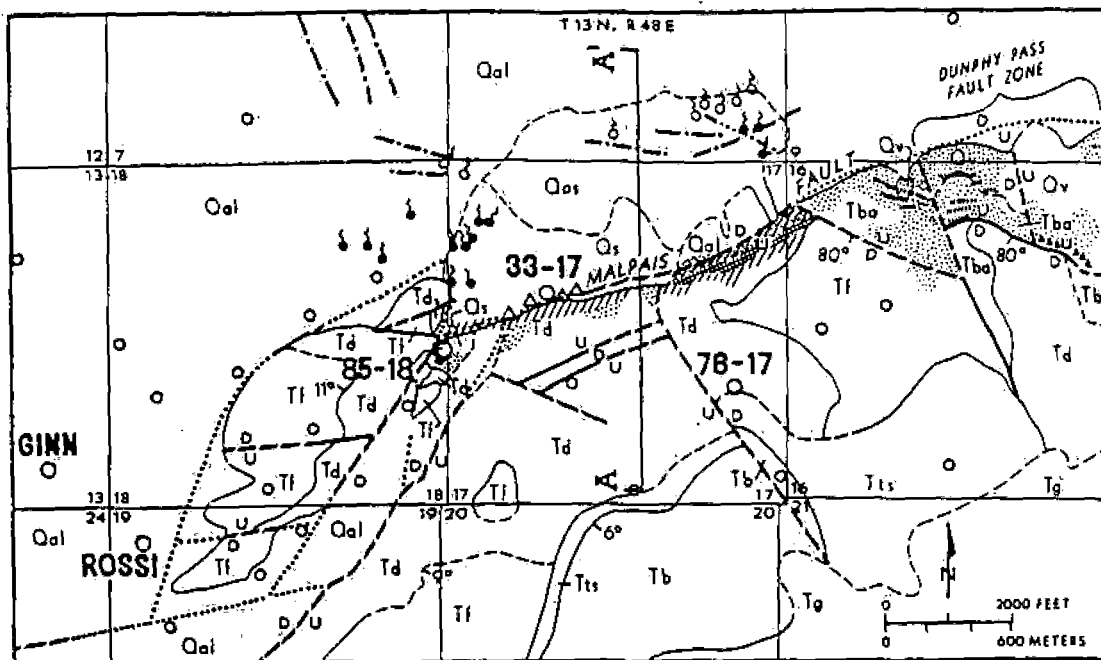 T 13 N. R 48 E
A'
Qal
DUNPHY PASS
FAULT ZONE
D
U
12 7
13 18
Qos
17 16
FAULT
Qv
Q
U
D
U
Qv
Qal
Tba
Tba
Qs
Qal
D
U
MALPAIS
33-17
80°
U
D
Tba
80°
U
D
Tb
Td
Qs
Tf
Td
Td
Td
Tf
85-18
78-17
U
D
U
U
Tf
11°
Td
Tf
Td
GINN
D
U
Td
Tf
D
U
A
Tb
Tts
Tg
13 18
24 19
18 17
19 20
Tf
17 16
20 21
Qal
ROSSI
U
D
Tf
Qal
Td
6°
9°
Tf
Tts
Tb
Tg
N
D
U
Qal
0
2000 FEET
0
600 METERS